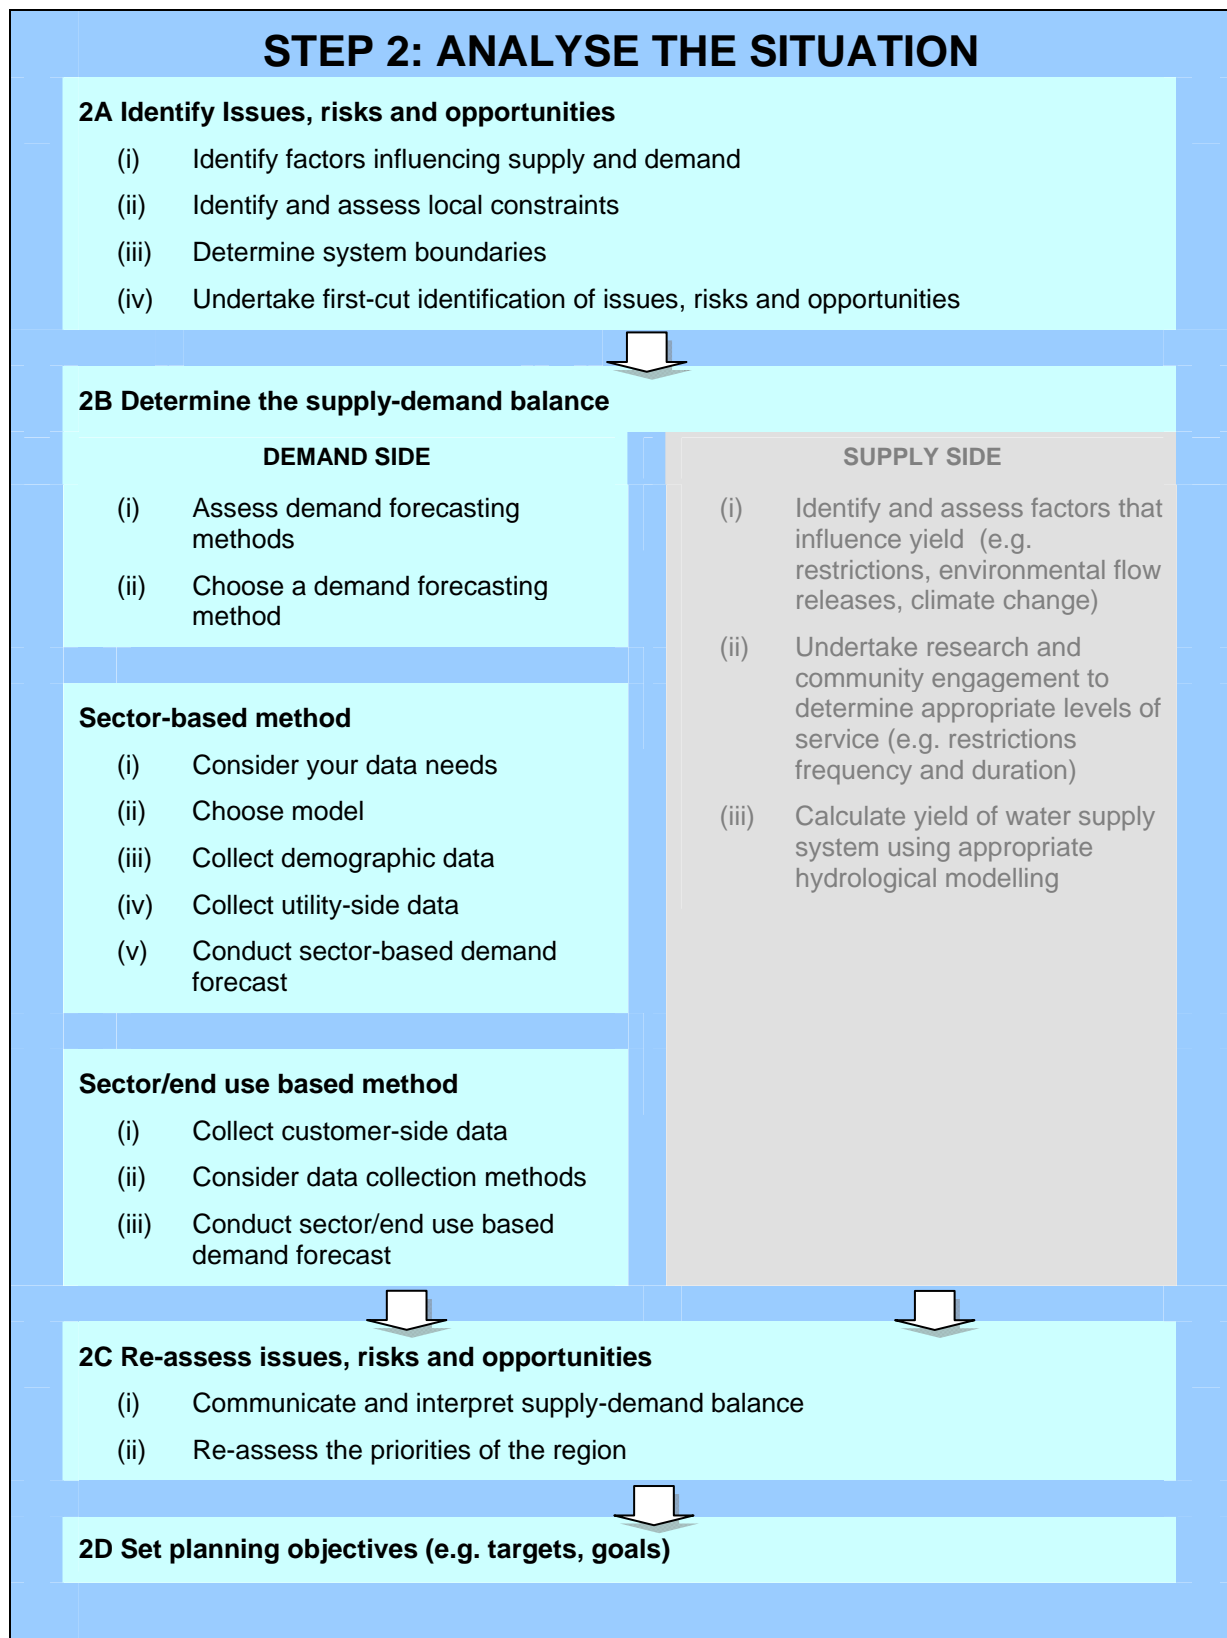 STEP 2: ANALYSE THE SITUATION
2A Identify Issues, risks and opportunities
(i) Identify factors influencing supply and demand
(ii) Identify and assess local constraints
(iii) Determine system boundaries
(iv) Undertake first-cut identification of issues, risks and opportunities
2B Determine the supply-demand balance
DEMAND SIDE
(i) Assess demand forecasting
methods
(ii) Choose a demand forecasting
method
Sector-based method
(i) Consider your data needs
(ii) Choose model
(iii) Collect demographic data
(iv) Collect utility-side data
(v) Conduct sector-based demand
forecast
Sector/end use based method
(i) Collect customer-side data
(ii) Consider data collection methods
(iii) Conduct sector/end use based
demand forecast
SUPPLY SIDE
(i) Identify and assess factors that
influence yield (e.g.
restrictions, environmental flow
releases, climate change)
(ii) Undertake research and
community engagement to
determine appropriate levels of
service (e.g. restrictions
frequency and duration)
(iii) Calculate yield of water supply
system using appropriate
hydrological modelling
2C Re-assess issues, risks and opportunities
(i) Communicate and interpret supply-demand balance
(ii) Re-assess the priorities of the region
2D Set planning objectives (e.g. targets, goals)